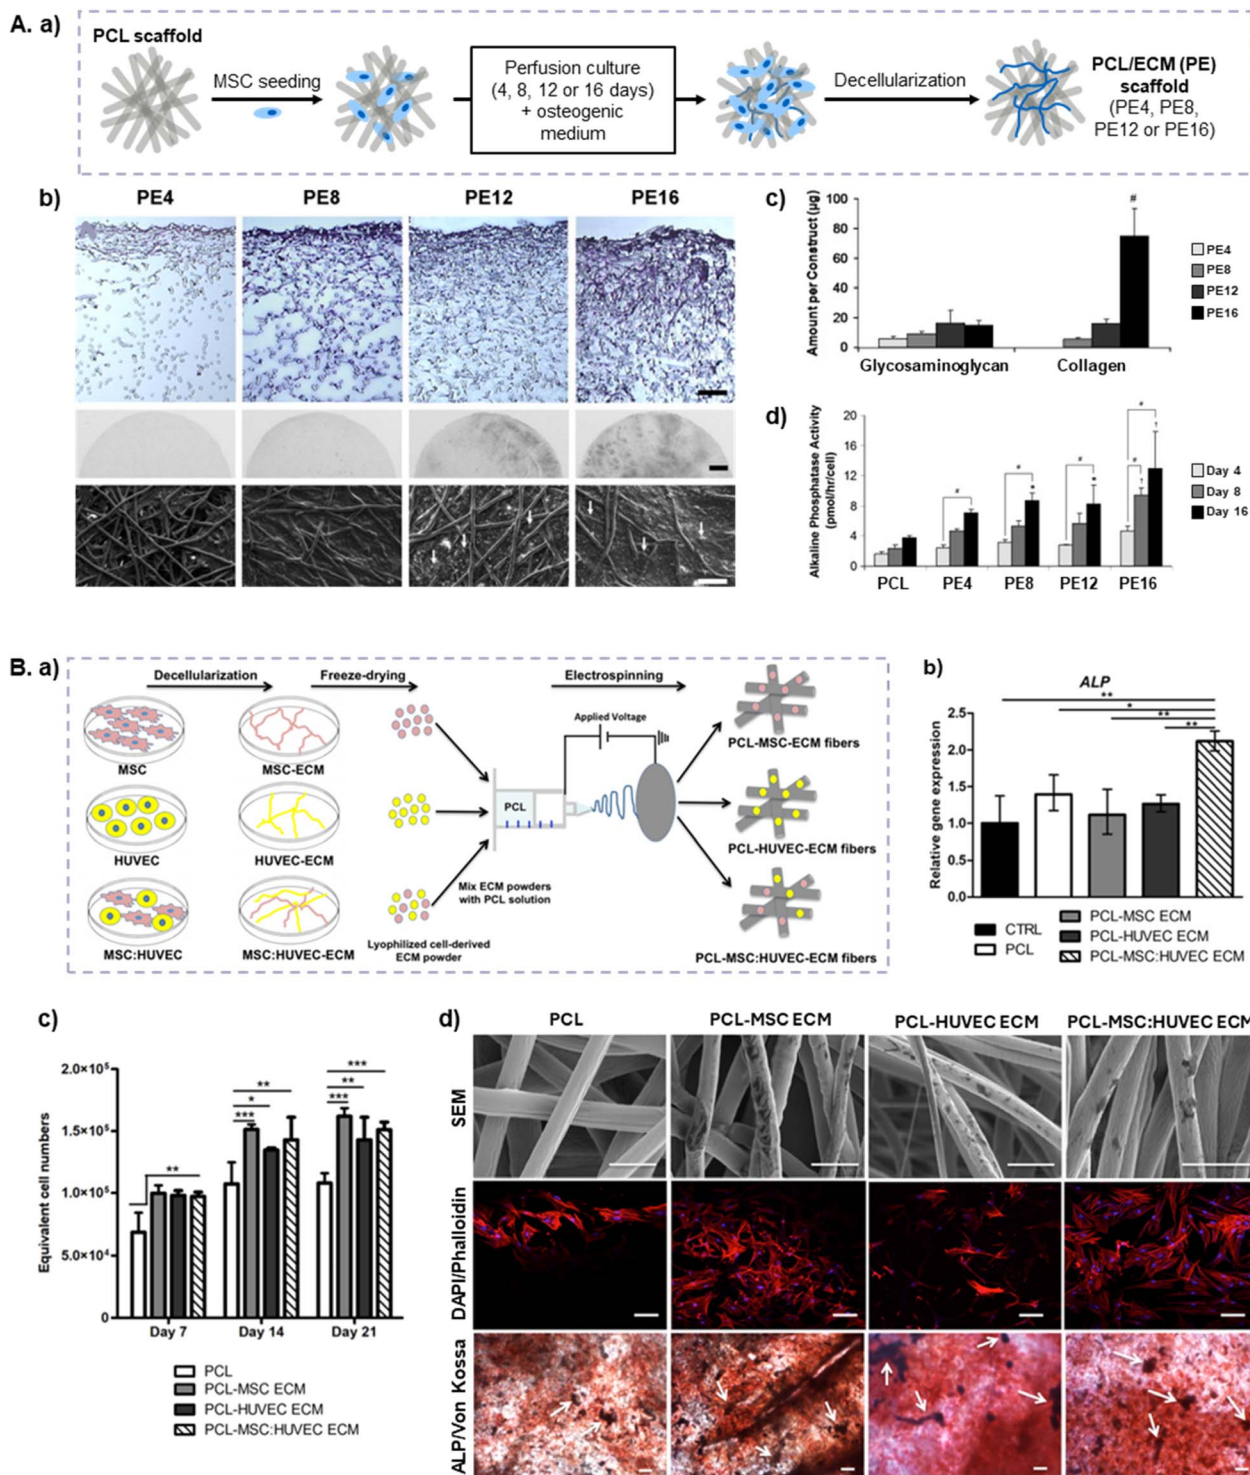 A. a)
PCL scaffold
MSC seeding
Perfusion culture
(4, 8, 12 or 16 days)
+ osteogenic
medium
Decellularization
PCL/ECM (PE)
scaffold
(PE4, PE8,
PE12 or PE16)
b)
PE4
PE8
PE12
PE16
c)
Amount per Construct (µg)
100
80
60
40
20
0
#
Glycosaminoglycan
Collagen
PE4
PE8
PE12
PE16
d)
Alkaline Phosphatase Activity
(pmol/hr/cell)
20
16
12
8
4
0
#
#
*
#
*
#
†
#
†
PCL
PE4
PE8
PE12
PE16
Day 4
Day 8
Day 16
B. a)
Decellularization
Freeze-drying
Electrospinning
MSC
MSC-ECM
HUVEC
HUVEC-ECM
MSC:HUVEC
MSC:HUVEC-ECM
Lyophilized cell-derived
ECM powder
PCL
Mix ECM powders
with PCL solution
Applied Voltage
PCL-MSC-ECM fibers
PCL-HUVEC-ECM fibers
PCL-MSC:HUVEC-ECM fibers
b)
ALP
Relative gene expression
2.5
2.0
1.5
1.0
0.5
0.0
**
*
**
**
CTRL
PCL
PCL-MSC ECM
PCL-HUVEC ECM
PCL-MSC:HUVEC ECM
c)
Equivalent cell numbers
2.0×10⁵
1.5×10⁵
1.0×10⁵
5.0×10⁴
0
**
**
*
***
***
**
***
Day 7
Day 14
Day 21
PCL
PCL-MSC ECM
PCL-HUVEC ECM
PCL-MSC:HUVEC ECM
d)
PCL
PCL-MSC ECM
PCL-HUVEC ECM
PCL-MSC:HUVEC ECM
SEM
DAPI/Phalloidin
ALP/Von Kossa